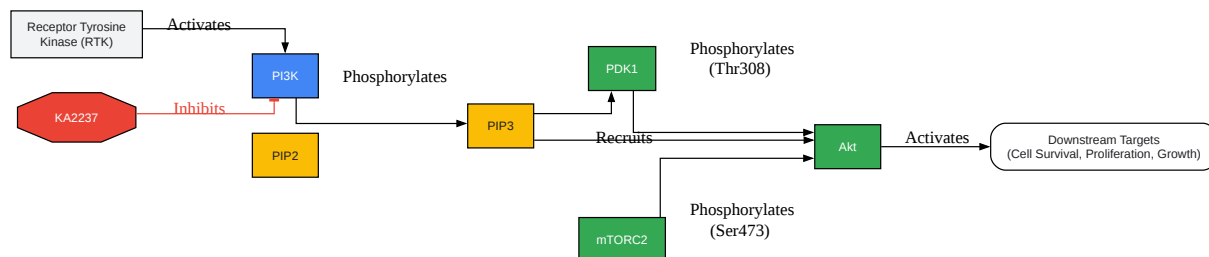 Receptor Tyrosine
Kinase (RTK)
Activates
PI3K
Phosphorylates
KA2237
Inhibits
PIP2
PIP3
PDK1
Phosphorylates
(Thr308)
Recruits
mTORC2
Phosphorylates
(Ser473)
Akt
Activates
Downstream Targets
(Cell Survival, Proliferation, Growth)